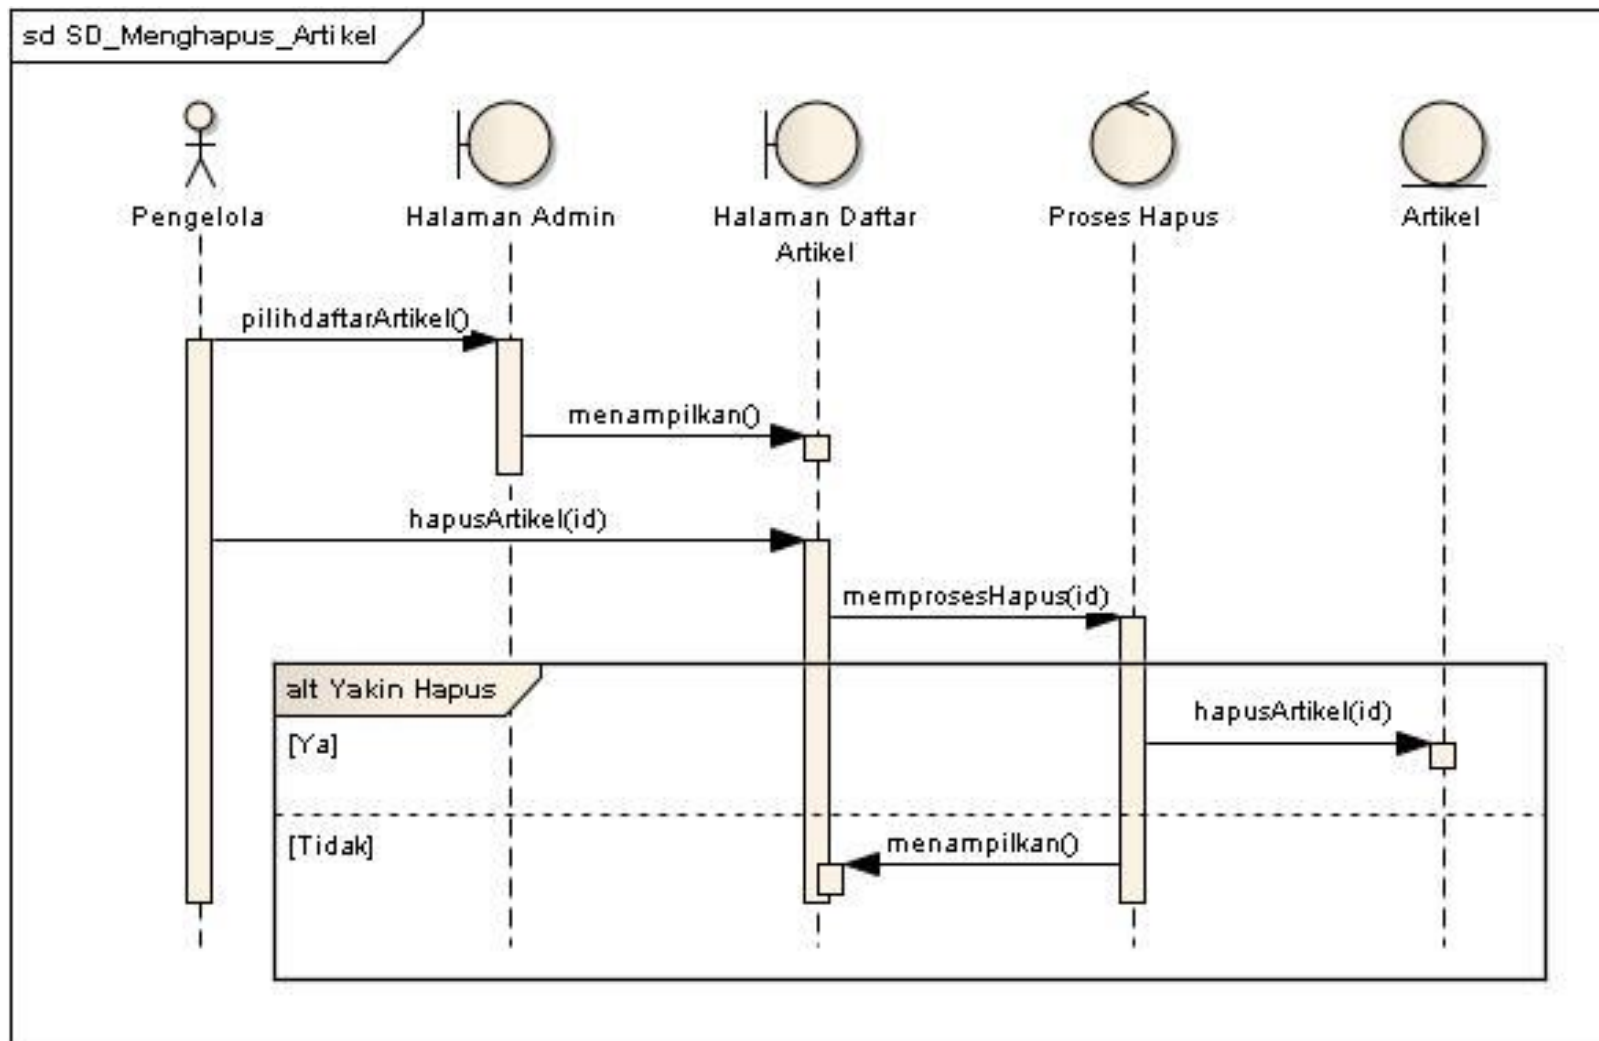 sd SD_Menghapus_Artikel
Pengelola
Halaman Admin
Halaman Daftar
Artikel
Proses Hapus
Artikel
pilihdaftarArtikel()
menampilkan()
hapusArtikel(id)
memprosesHapus(id)
alt Yakin Hapus
hapusArtikel(id)
[Ya]
[Tidak]
menampilkan()